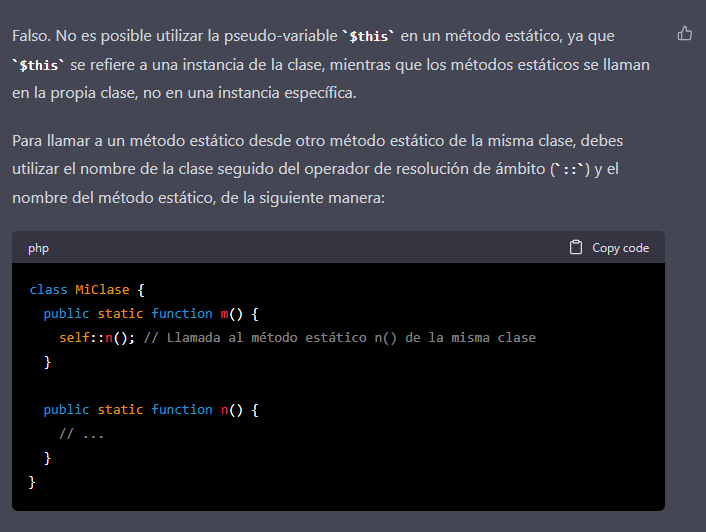 Falso. No es posible utilizar la pseudo-variable `$this` en un método estático, ya que
`$this` se refiere a una instancia de la clase, mientras que los métodos estáticos se llaman
en la propia clase, no en una instancia específica.
Para llamar a un método estático desde otro método estático de la misma clase, debes
utilizar el nombre de la clase seguido del operador de resolución de ámbito (`::`) y el
nombre del método estático, de la siguiente manera:
php Copy code
class MiClase {
  public static function m() {
    self::n(); // Llamada al método estático n() de la misma clase
  }

  public static function n() {
    // ...
  }
}